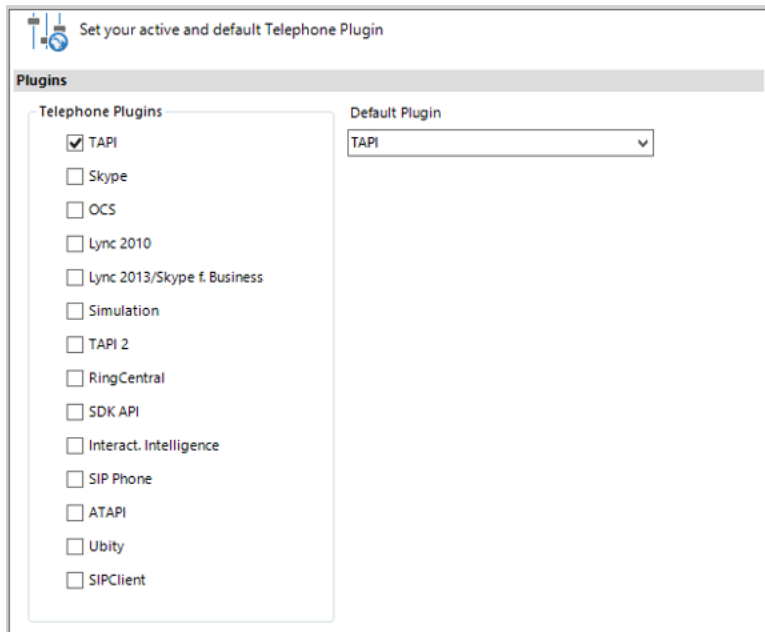 Set your active and default Telephone Plugin
Plugins
Telephone Plugins
TAPI
Skype
OCS
Lync 2010
Lync 2013/Skype f. Business
Simulation
TAPI 2
RingCentral
SDK API
Interact. Intelligence
SIP Phone
ATAPI
Ubity
SIPClient
Default Plugin
TAPI